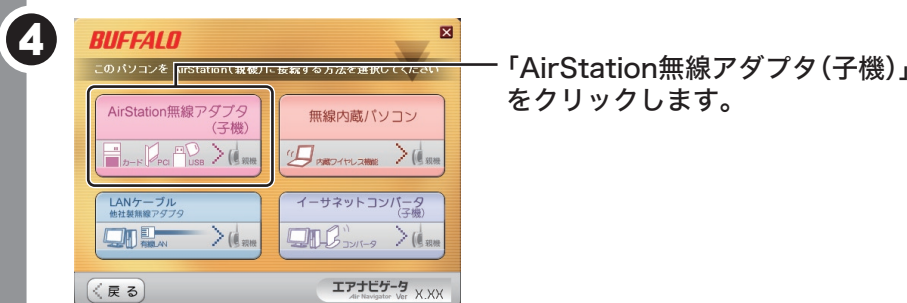 4
BUFFALO
このパソコンを AirStation(親機)に接続する方法を選択してください
「AirStation無線アダプタ(子機)」
をクリックします。
AirStation無線アダプタ
(子機)
カード PCI USB 親機
無線内蔵パソコン
内蔵ワイヤレス機能 親機
LANケーブル
他社製無線アダプタ
有線LAN 親機
イーサネットコンバータ
(子機)
コンバータ 親機
戻る
エアナビゲータ
Air Navigator Ver X.XX